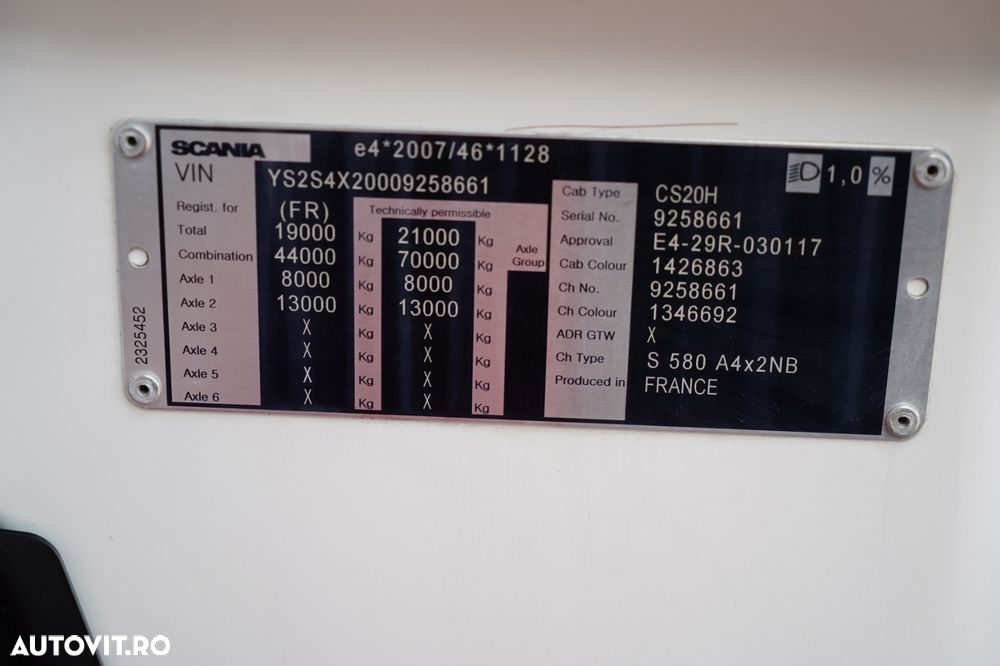 SCANIA e4*2007/46*1128 1,0 %
VIN YS2S4X20009258661
Regist. for (FR) Technically permissible
Total 19000 Kg 21000 Kg Axle Group
Combination 44000 Kg 70000 Kg
Axle 1 8000 Kg 8000 Kg
Axle 2 13000 Kg 13000 Kg
Axle 3 X Kg X Kg
Axle 4 X Kg X Kg
Axle 5 X Kg X Kg
Axle 6 X Kg X Kg
Cab Type CS20H
Serial No. 9258661
Approval E4-29R-030117
Cab Colour 1426863
Ch No. 9258661
Ch Colour 1346692
ADR GTW X
Ch Type S 580 A4x2NB
Produced in FRANCE
2325452
AUTOVIT.RO